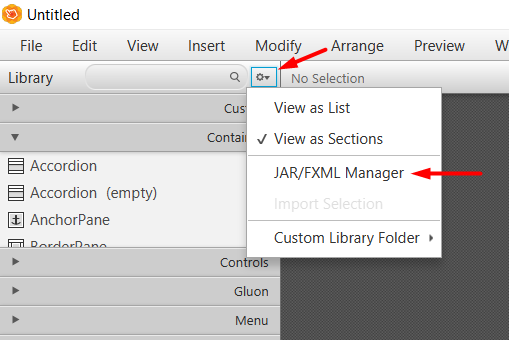 Untitled
File Edit View Insert Modify Arrange Preview W
Library No Selection
Cus
View as List
View as Sections
Contain
JAR/FXML Manager
Accordion
Accordion (empty)
Import Selection
AnchorPane
BorderPane
Custom Library Folder
Controls
Gluon
Menu